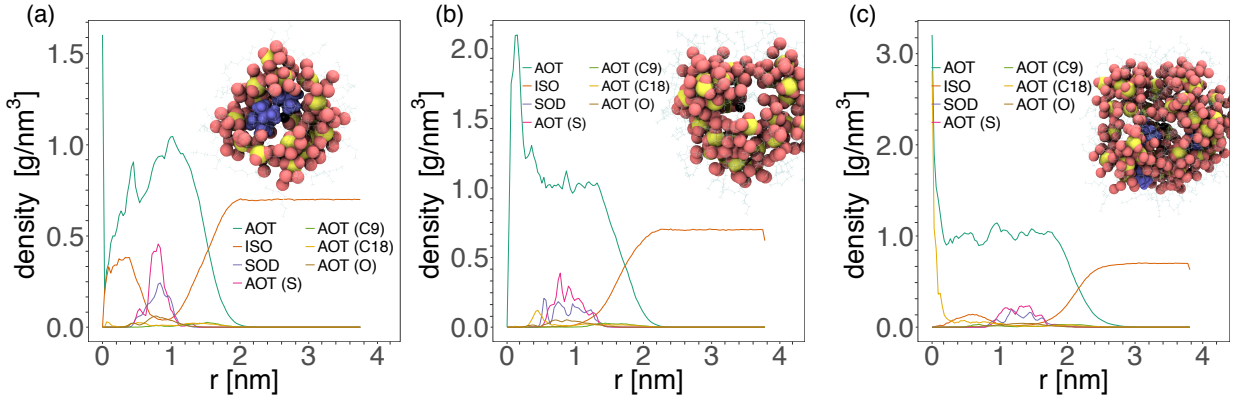 (a)
density [g/nm³]
1.5
1.0
0.5
0.0
AOT
ISO
SOD
AOT (S)
AOT (C9)
AOT (C18)
AOT (O)
0 1 2 3 4
r [nm]
(b)
density [g/nm³]
2.0
1.5
1.0
0.5
0.0
AOT
ISO
SOD
AOT (S)
AOT (C9)
AOT (C18)
AOT (O)
0 1 2 3 4
r [nm]
(c)
density [g/nm³]
3.0
2.0
1.0
0.0
AOT
ISO
SOD
AOT (S)
AOT (C9)
AOT (C18)
AOT (O)
0 1 2 3 4
r [nm]